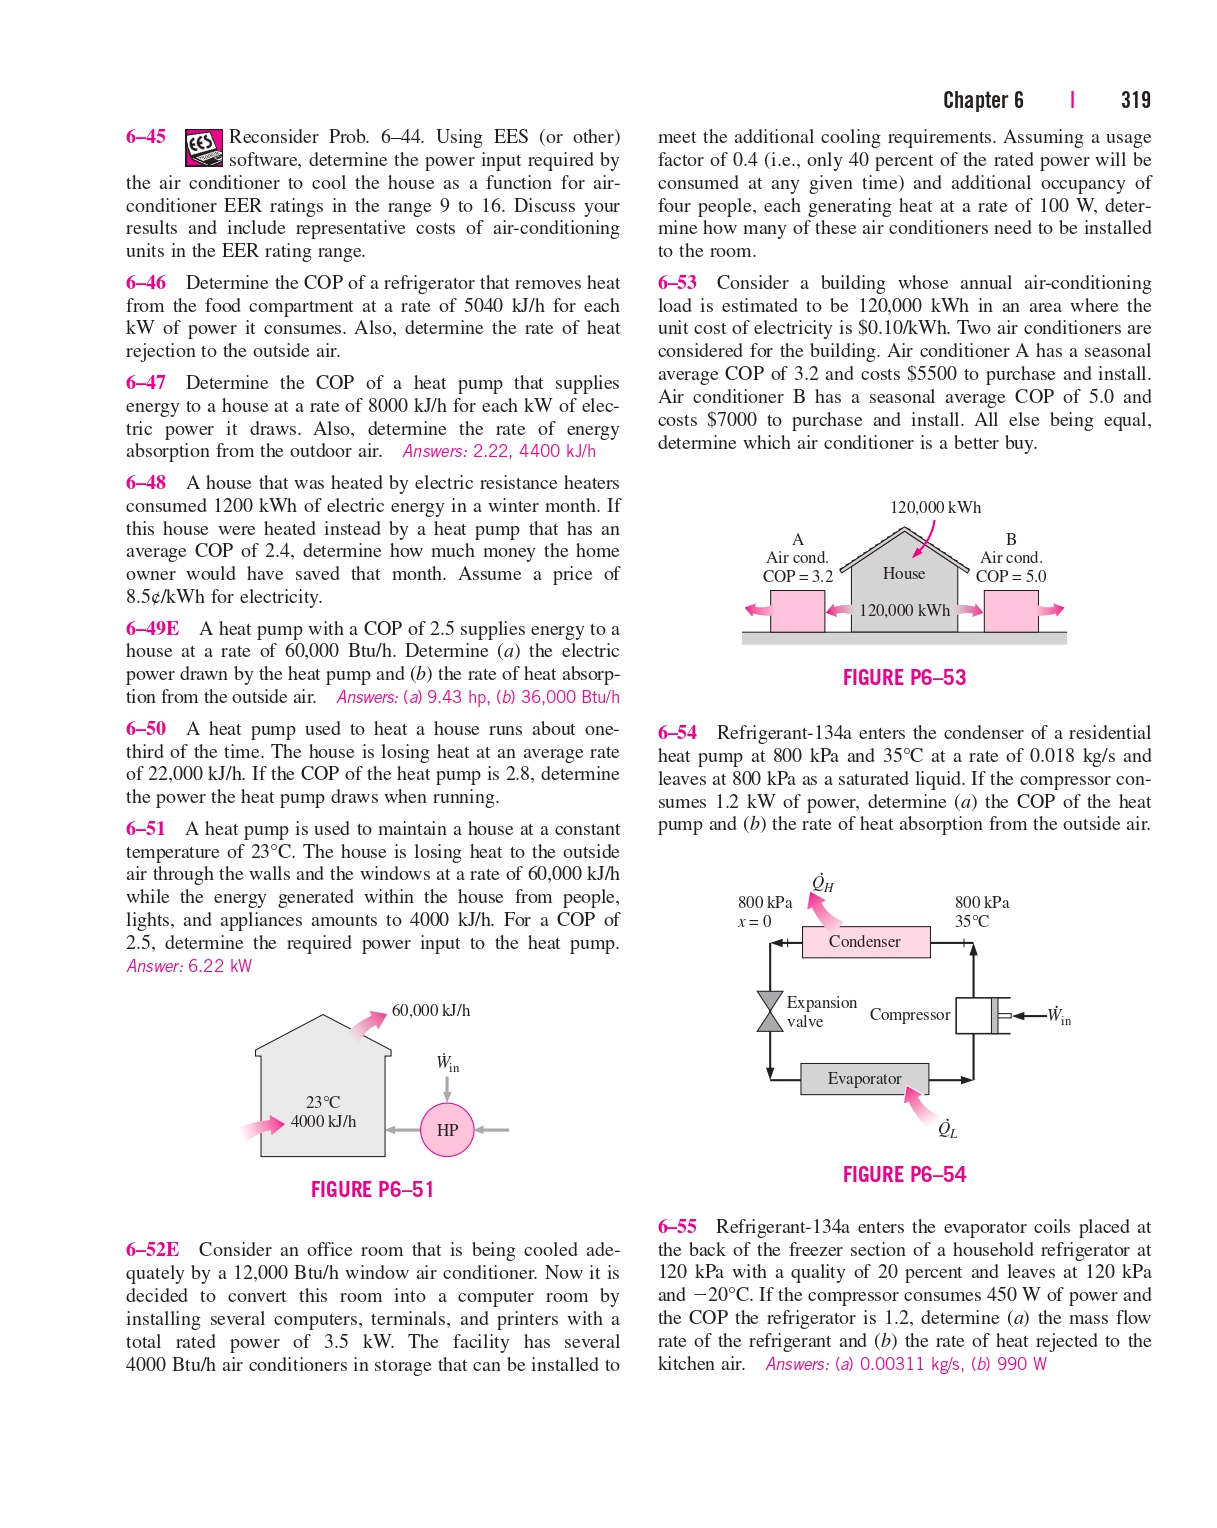 Chapter 6 | 319
6–45 EES Reconsider Prob. 6–44. Using EES (or other)
software, determine the power input required by
the air conditioner to cool the house as a function for air-
conditioner EER ratings in the range 9 to 16. Discuss your
results and include representative costs of air-conditioning
units in the EER rating range.
6–46 Determine the COP of a refrigerator that removes heat
from the food compartment at a rate of 5040 kJ/h for each
kW of power it consumes. Also, determine the rate of heat
rejection to the outside air.
6–47 Determine the COP of a heat pump that supplies
energy to a house at a rate of 8000 kJ/h for each kW of elec-
tric power it draws. Also, determine the rate of energy
absorption from the outdoor air. Answers: 2.22, 4400 kJ/h
6–48 A house that was heated by electric resistance heaters
consumed 1200 kWh of electric energy in a winter month. If
this house were heated instead by a heat pump that has an
average COP of 2.4, determine how much money the home
owner would have saved that month. Assume a price of
8.5¢/kWh for electricity.
6–49E A heat pump with a COP of 2.5 supplies energy to a
house at a rate of 60,000 Btu/h. Determine (a) the electric
power drawn by the heat pump and (b) the rate of heat absorp-
tion from the outside air. Answers: (a) 9.43 hp, (b) 36,000 Btu/h
6–50 A heat pump used to heat a house runs about one-
third of the time. The house is losing heat at an average rate
of 22,000 kJ/h. If the COP of the heat pump is 2.8, determine
the power the heat pump draws when running.
6–51 A heat pump is used to maintain a house at a constant
temperature of 23°C. The house is losing heat to the outside
air through the walls and the windows at a rate of 60,000 kJ/h
while the energy generated within the house from people,
lights, and appliances amounts to 4000 kJ/h. For a COP of
2.5, determine the required power input to the heat pump.
Answer: 6.22 kW
60,000 kJ/h
Ẇin
23°C
4000 kJ/h
HP
FIGURE P6–51
6–52E Consider an office room that is being cooled ade-
quately by a 12,000 Btu/h window air conditioner. Now it is
decided to convert this room into a computer room by
installing several computers, terminals, and printers with a
total rated power of 3.5 kW. The facility has several
4000 Btu/h air conditioners in storage that can be installed to
meet the additional cooling requirements. Assuming a usage
factor of 0.4 (i.e., only 40 percent of the rated power will be
consumed at any given time) and additional occupancy of
four people, each generating heat at a rate of 100 W, deter-
mine how many of these air conditioners need to be installed
to the room.
6–53 Consider a building whose annual air-conditioning
load is estimated to be 120,000 kWh in an area where the
unit cost of electricity is $0.10/kWh. Two air conditioners are
considered for the building. Air conditioner A has a seasonal
average COP of 3.2 and costs $5500 to purchase and install.
Air conditioner B has a seasonal average COP of 5.0 and
costs $7000 to purchase and install. All else being equal,
determine which air conditioner is a better buy.
120,000 kWh
A
Air cond.
COP = 3.2
House
120,000 kWh
B
Air cond.
COP = 5.0
FIGURE P6–53
6–54 Refrigerant-134a enters the condenser of a residential
heat pump at 800 kPa and 35°C at a rate of 0.018 kg/s and
leaves at 800 kPa as a saturated liquid. If the compressor con-
sumes 1.2 kW of power, determine (a) the COP of the heat
pump and (b) the rate of heat absorption from the outside air.
Q̇H
800 kPa
x = 0
800 kPa
35°C
Condenser
Expansion
valve
Compressor
Ẇin
Evaporator
Q̇L
FIGURE P6–54
6–55 Refrigerant-134a enters the evaporator coils placed at
the back of the freezer section of a household refrigerator at
120 kPa with a quality of 20 percent and leaves at 120 kPa
and −20°C. If the compressor consumes 450 W of power and
the COP the refrigerator is 1.2, determine (a) the mass flow
rate of the refrigerant and (b) the rate of heat rejected to the
kitchen air. Answers: (a) 0.00311 kg/s, (b) 990 W